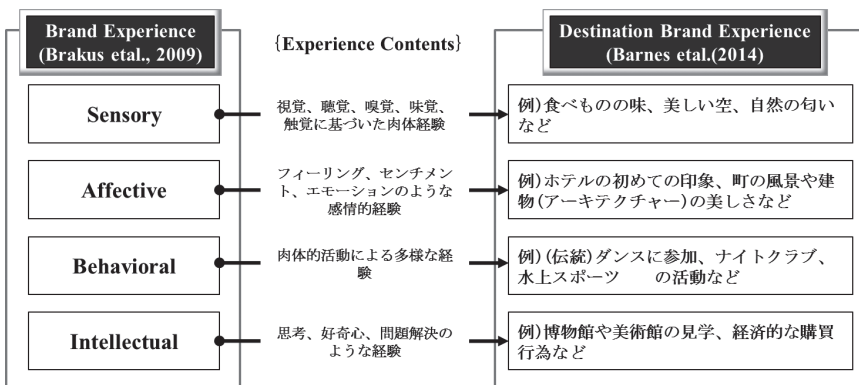 Brand Experience
(Brakus etal., 2009)
{Experience Contents}
Destination Brand Experience
(Barnes etal.(2014)
Sensory
視覚、聴覚、嗅覚、味覚、
触覚に基づいた肉体経験
例)食べものの味、美しい空、自然の匂い
など
Affective
フィーリング、センチメン
ト、エモーションのような
感情的経験
例)ホテルの初めての印象、町の風景や建
物(アーキテクチャー)の美しさなど
Behavioral
肉体的活動による多様な経
験
例)(伝統)ダンスに参加、ナイトクラブ、
水上スポーツ　　の活動など
Intellectual
思考、好奇心、問題解決の
ような経験
例)博物館や美術館の見学、経済的な購買
行為など